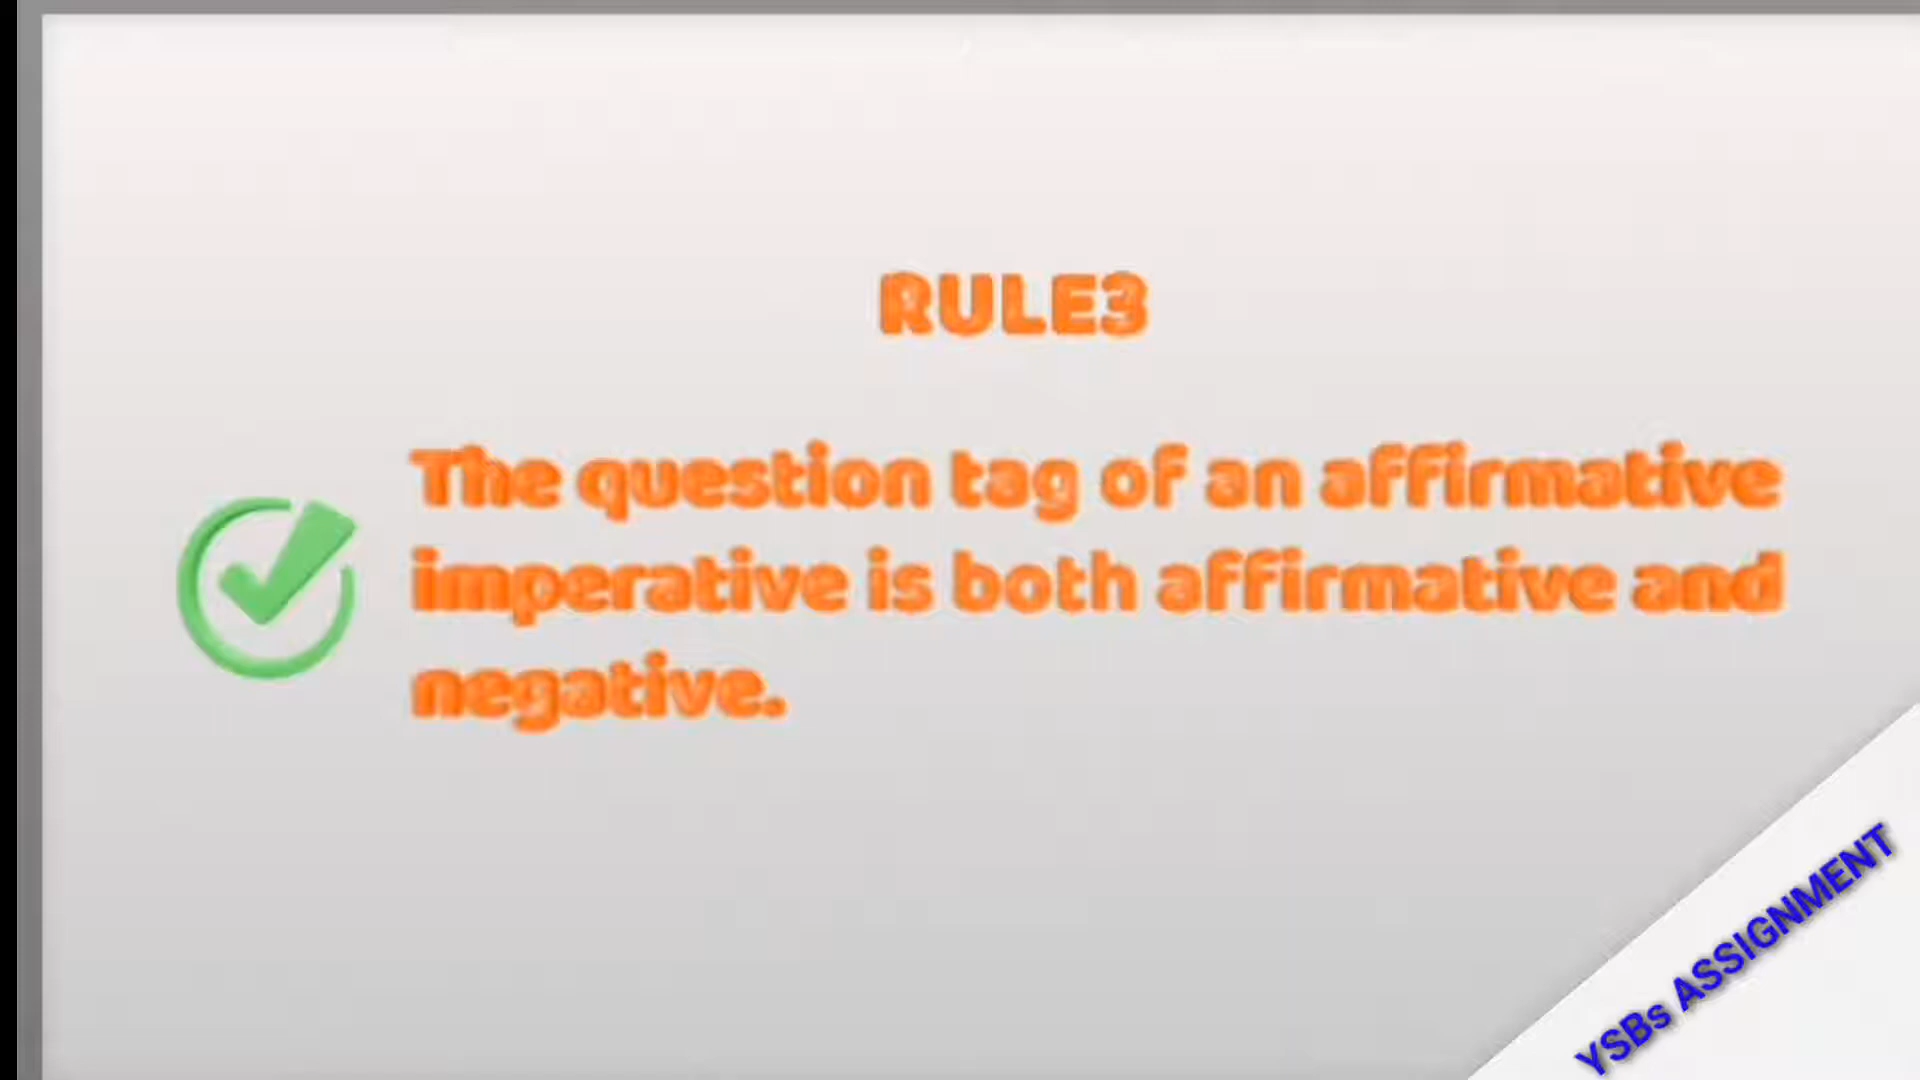 RULE3
The question tag of an affirmative
imperative is both affirmative and
negative.
YSBs ASSIGNMENT